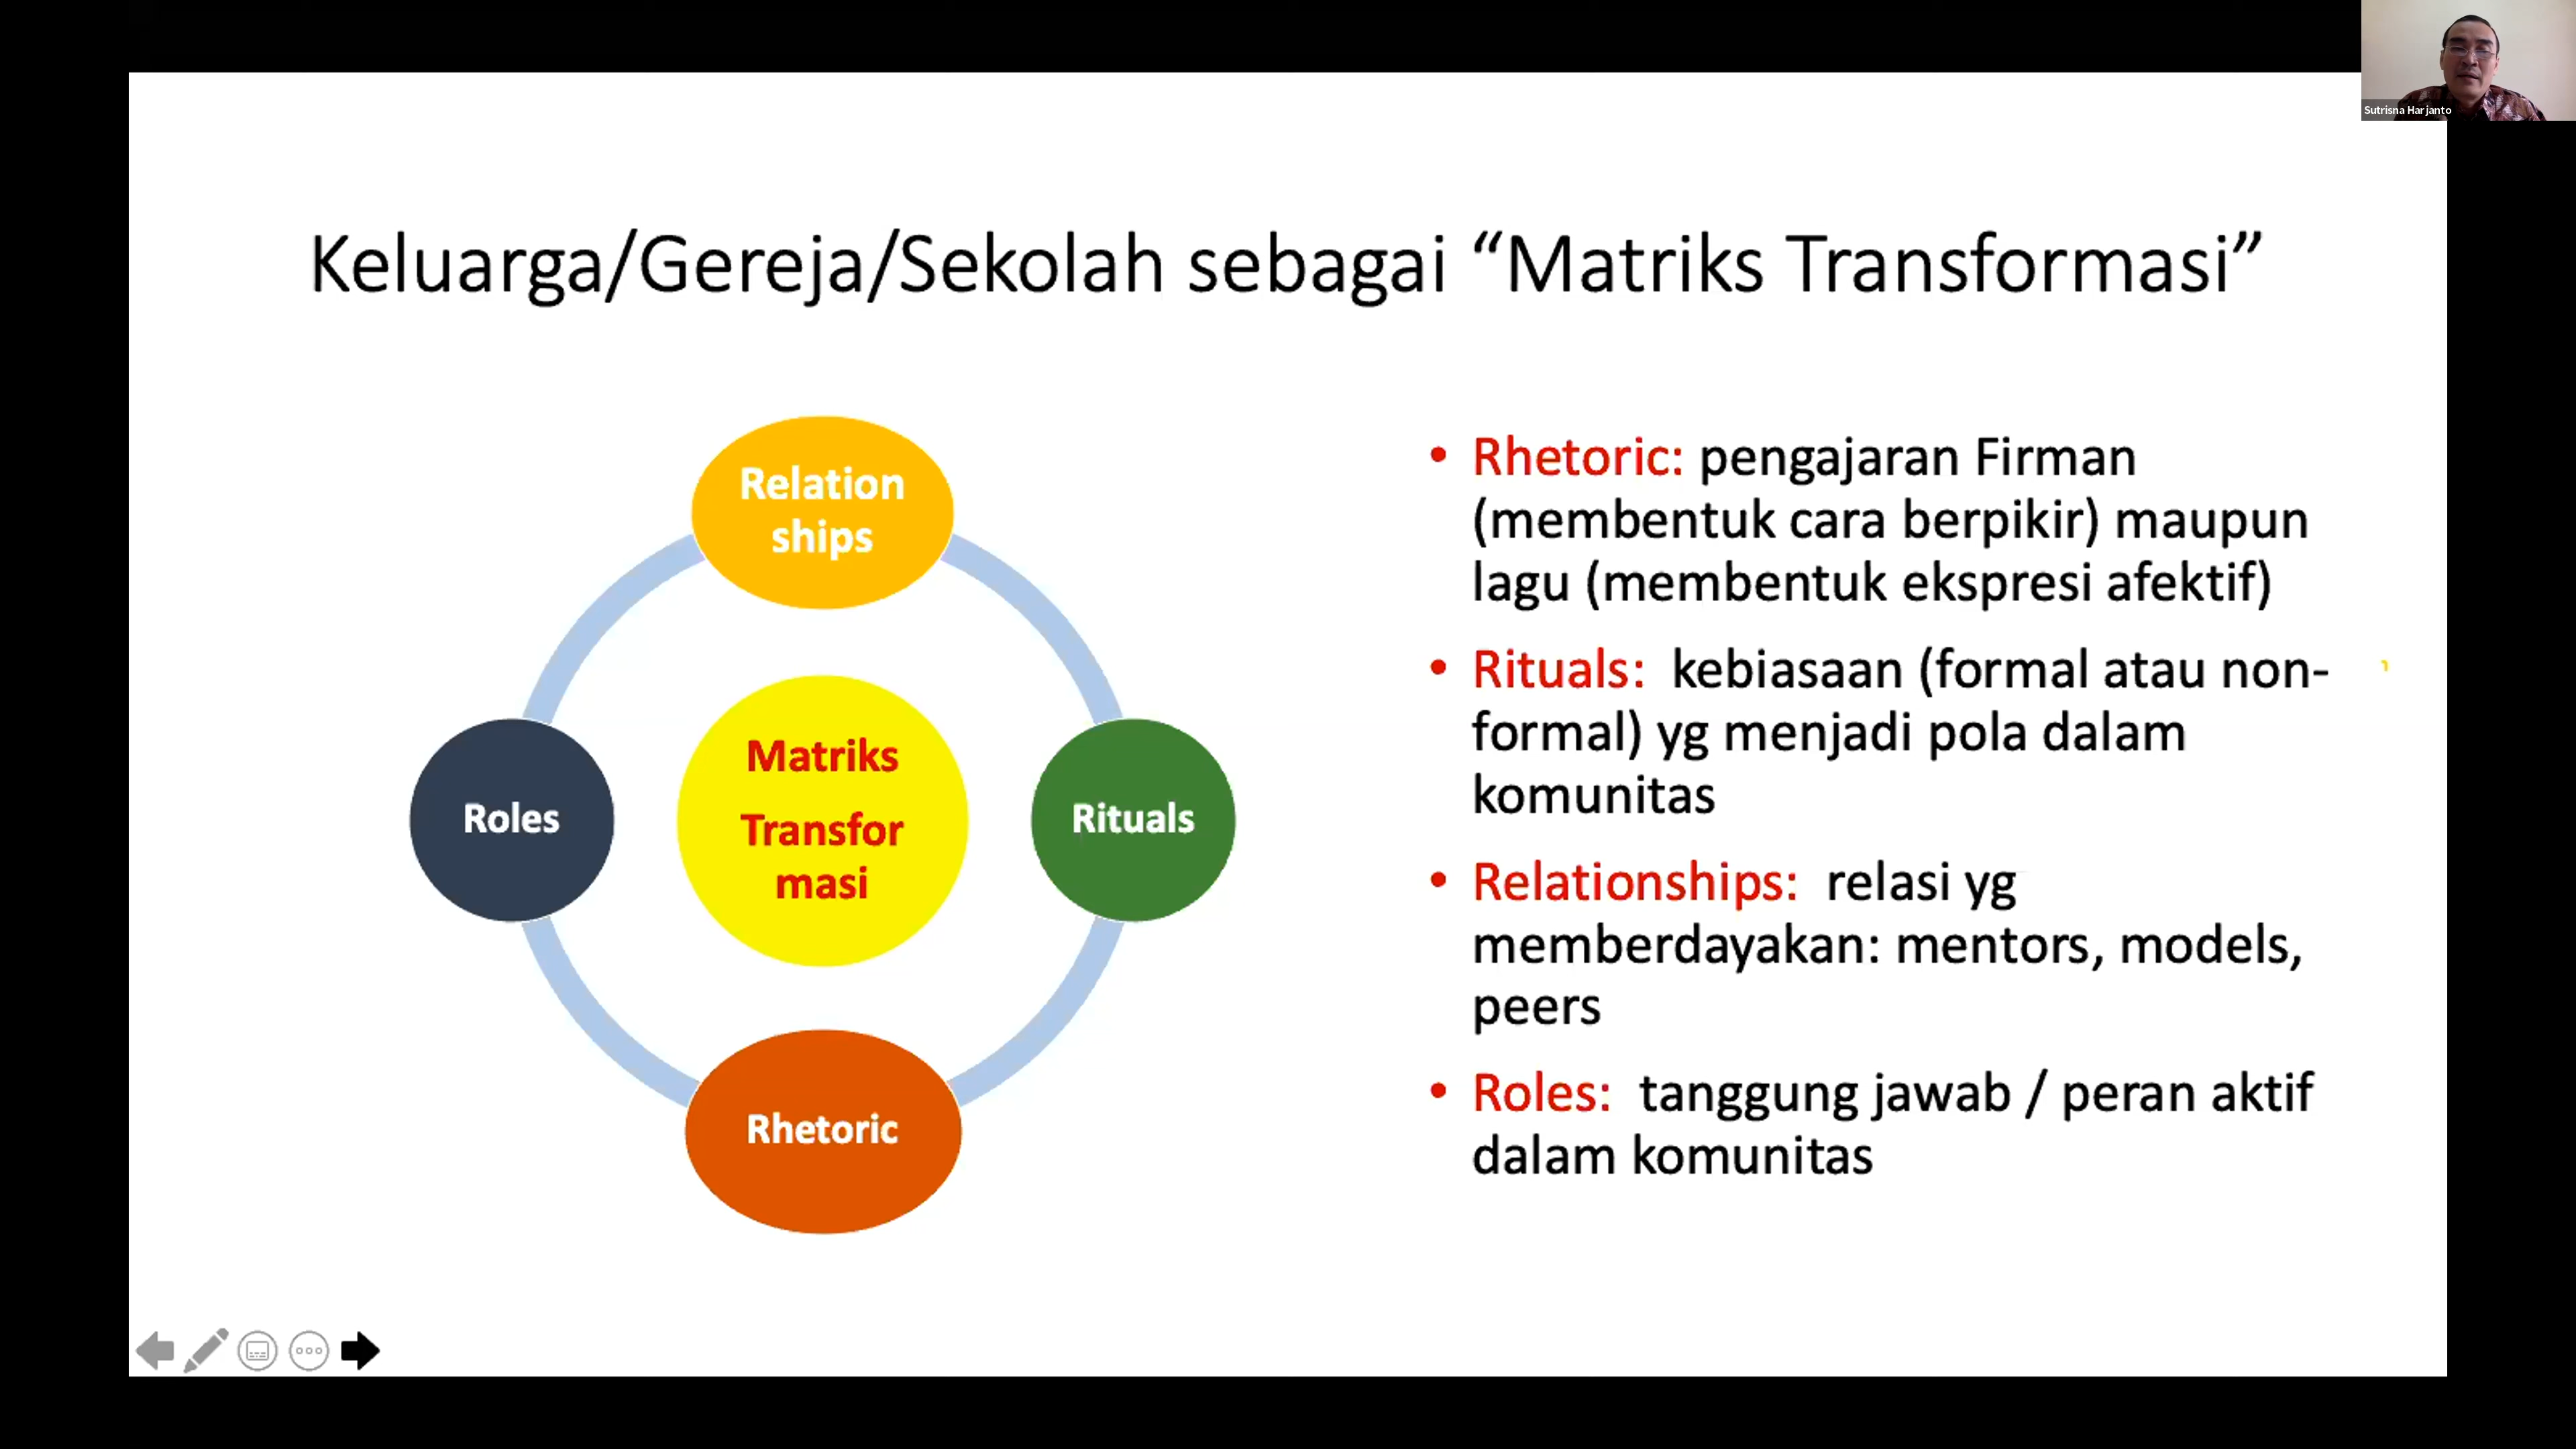 Sutrisna Harjanto
Keluarga/Gereja/Sekolah sebagai “Matriks Transformasi”
Relation
ships
Roles
Matriks
Transfor
masi
Rituals
Rhetoric
• Rhetoric: pengajaran Firman
(membentuk cara berpikir) maupun
lagu (membentuk ekspresi afektif)
• Rituals: kebiasaan (formal atau non-
formal) yg menjadi pola dalam
komunitas
• Relationships: relasi yg
memberdayakan: mentors, models,
peers
• Roles: tanggung jawab / peran aktif
dalam komunitas